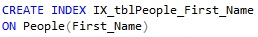 CREATE INDEX IX_tblPeople_First_Name
ON People(First_Name)